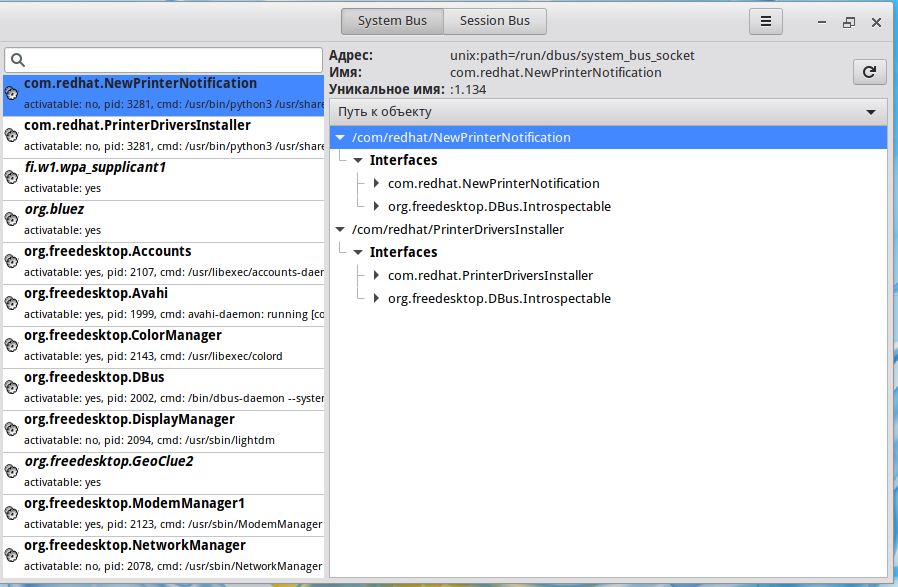 System Bus
Session Bus
Адрес: unix:path=/run/dbus/system_bus_socket
Имя: com.redhat.NewPrinterNotification
Уникальное имя: :1.134
com.redhat.NewPrinterNotification
activatable: no, pid: 3281, cmd: /usr/bin/python3 /usr/share
com.redhat.PrinterDriversInstaller
activatable: no, pid: 3281, cmd: /usr/bin/python3 /usr/share
fi.w1.wpa_supplicant1
activatable: yes
org.bluez
activatable: yes
org.freedesktop.Accounts
activatable: yes, pid: 2107, cmd: /usr/libexec/accounts-daem
org.freedesktop.Avahi
activatable: yes, pid: 1999, cmd: avahi-daemon: running [co
org.freedesktop.ColorManager
activatable: yes, pid: 2143, cmd: /usr/libexec/colord
org.freedesktop.DBus
activatable: yes, pid: 2002, cmd: /bin/dbus-daemon --system
org.freedesktop.DisplayManager
activatable: no, pid: 2094, cmd: /usr/sbin/lightdm
org.freedesktop.GeoClue2
activatable: yes
org.freedesktop.ModemManager1
activatable: yes, pid: 2123, cmd: /usr/sbin/ModemManager
org.freedesktop.NetworkManager
activatable: no, pid: 2078, cmd: /usr/sbin/NetworkManager
Путь к объекту
/com/redhat/NewPrinterNotification
Interfaces
com.redhat.NewPrinterNotification
org.freedesktop.DBus.Introspectable
/com/redhat/PrinterDriversInstaller
Interfaces
com.redhat.PrinterDriversInstaller
org.freedesktop.DBus.Introspectable